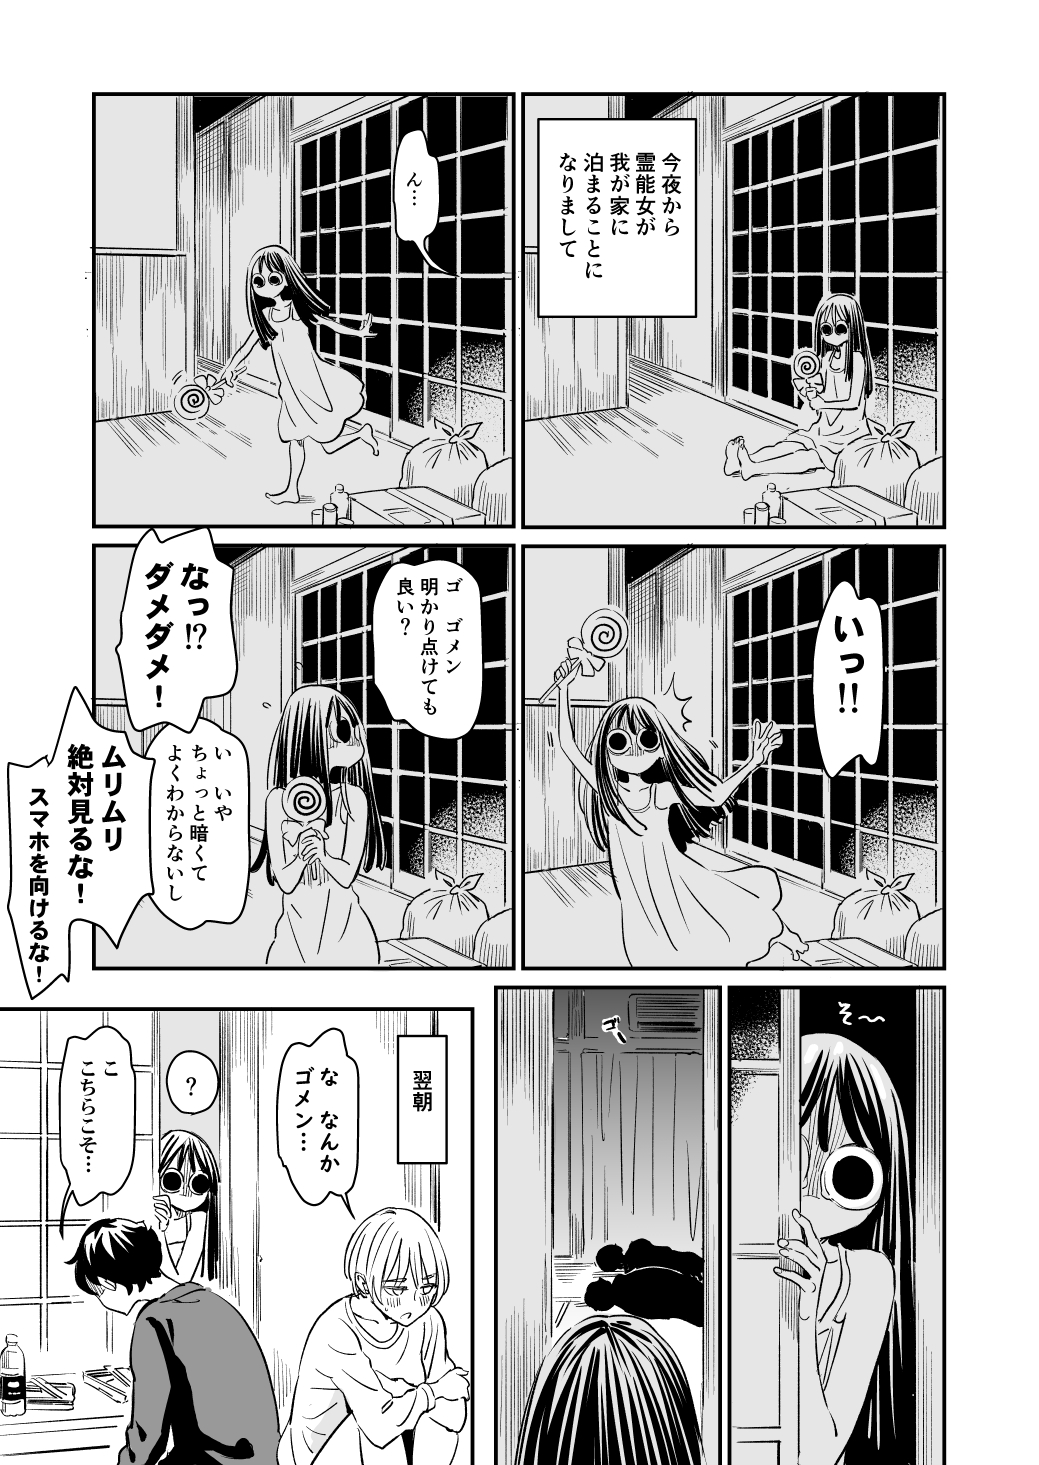 今夜から
霊能女が
我が家に
泊まることに
なりまして
ん…
いっ!!
ゴ ゴメン
明かり点けても
良い?
なっ!?
ダメダメ!
い いや
ちょっと暗くて
よくわからないし
ムリムリ
絶対見るな!
スマホを向けるな!
そ〜
ゴー
翌朝
な なんか
ゴメン…
?
こ
こちらこそ…